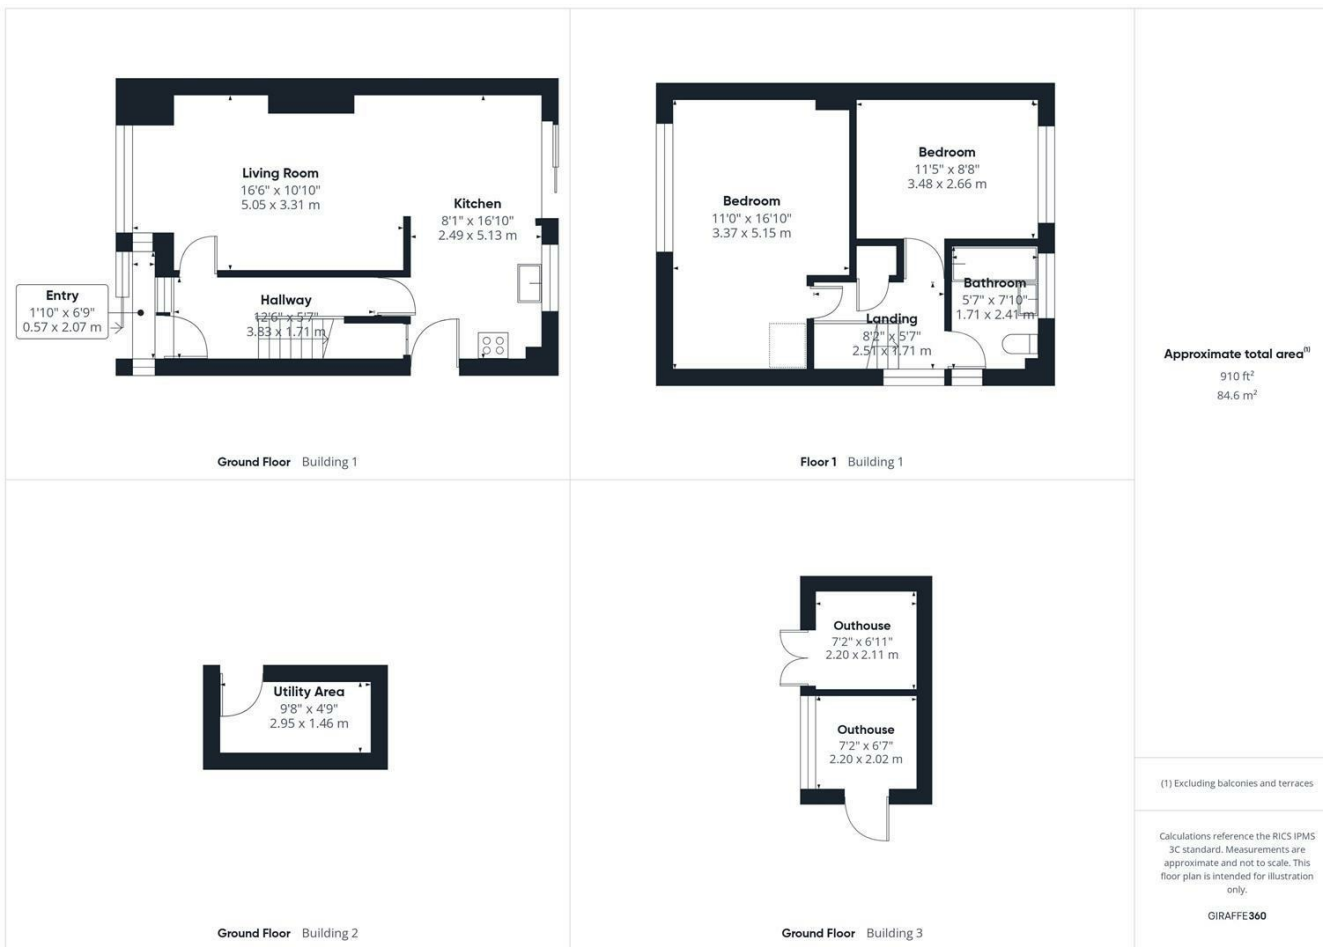 Living Room
16'6" x 10'10"
5.05 x 3.31 m
Kitchen
8'1" x 16'10"
2.49 x 5.13 m
Entry
1'10" x 6'9"
0.57 x 2.07 m
Hallway
12'6" x 5'7"
3.83 x 1.71 m
Ground Floor Building 1
Bedroom
11'5" x 8'8"
3.48 x 2.66 m
Bedroom
11'0" x 16'10"
3.37 x 5.15 m
Bathroom
5'7" x 7'10"
1.71 x 2.41 m
Landing
8'2" x 5'7"
2.51 x 1.71 m
Floor 1 Building 1
Approximate total area(1)
910 ft²
84.6 m²
Utility Area
9'8" x 4'9"
2.95 x 1.46 m
Ground Floor Building 2
Outhouse
7'2" x 6'11"
2.20 x 2.11 m
Outhouse
7'2" x 6'7"
2.20 x 2.02 m
Ground Floor Building 3
(1) Excluding balconies and terraces
Calculations reference the RICS IPMS
3C standard. Measurements are
approximate and not to scale. This
floor plan is intended for illustration
only.
GIRAFFE360